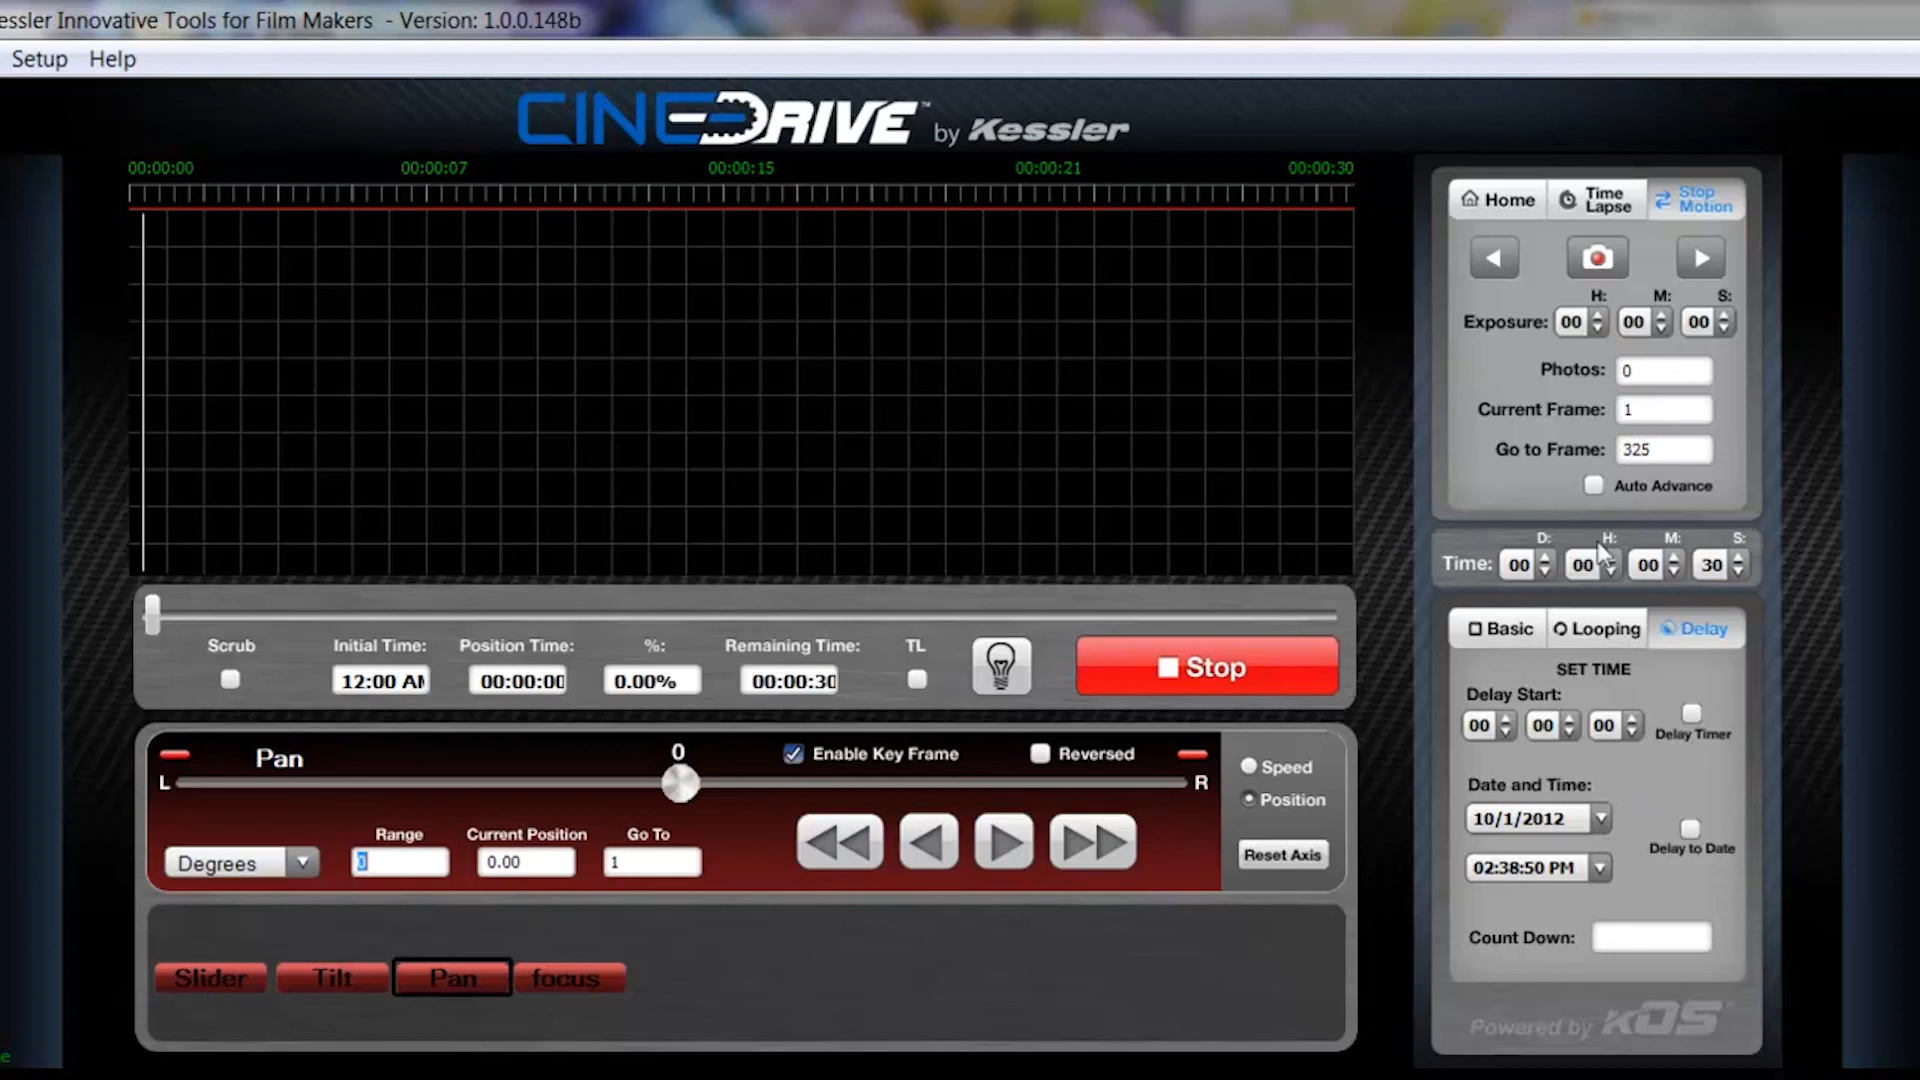 essler Innovative Tools for Film Makers - Version: 1.0.0.148b
Setup Help
CINEDRIVE™ by Kessler
00:00:00 00:00:07 00:00:15 00:00:21 00:00:30
Home Time Lapse Stop Motion
H: M: S:
Exposure: 00 00 00
Photos: 0
Current Frame: 1
Go to Frame: 325
Auto Advance
D: H: M: S:
Time: 00 00 00 30
Scrub Initial Time: Position Time: %: Remaining Time: TL
12:00 AM 00:00:00 0.00% 00:00:30
Stop
Basic Looping Delay
SET TIME
Delay Start:
00 00 00
Delay Timer
Date and Time:
10/1/2012
02:38:50 PM
Delay to Date
Count Down:
Powered by kOS
Pan 0 Enable Key Frame Reversed
L R
Speed
Position
Range Current Position Go To
Degrees 0 0.00 1
Reset Axis
Slider Tilt Pan focus
e